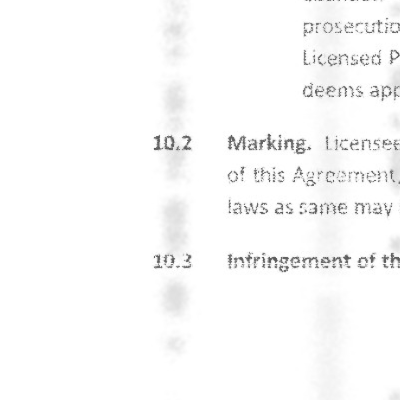 prosecutio
Licensed P
deems app
10.2 Marking. Licensee
of this Agreement,
laws as same may
10.3 Infringement of th